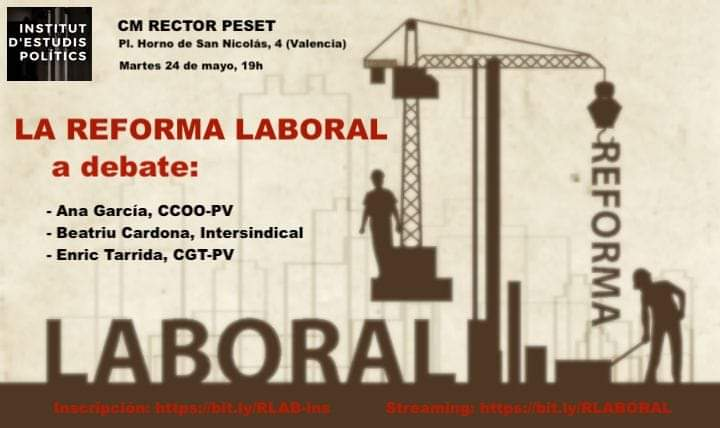 INSTITUT
D'ESTUDIS
POLÍTICS
CM RECTOR PESET
Pl. Horno de San Nicolás, 4 (Valencia)
Martes 24 de mayo, 19h
LA REFORMA LABORAL
a debate:
- Ana García, CCOO-PV
- Beatriu Cardona, Intersindical
- Enric Tarrida, CGT-PV
REFORMA
LABORAL
Inscripción: https://bit.ly/RLAB-ins
Streaming: https://bit.ly/RLABORAL